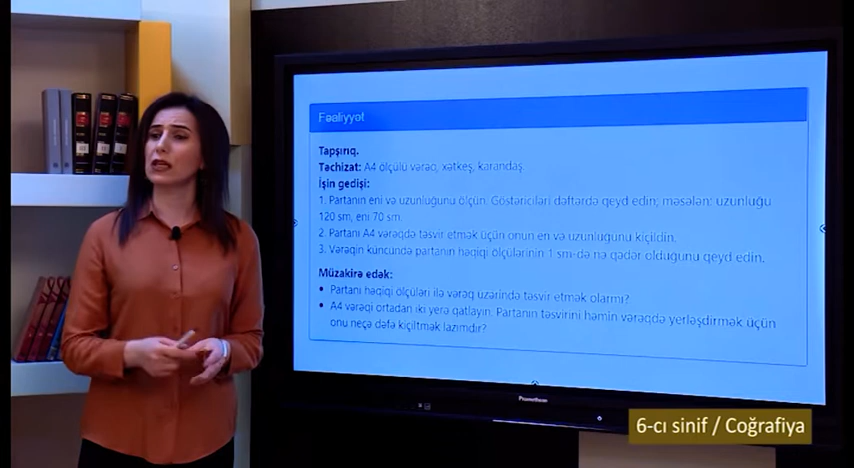 Fəaliyyət
Tapşırıq.
Təchizat: A4 ölçülü vərəq, xətkeş, karandaş.
İşin gedişi:
1. Partanın eni və uzunluğunu ölçün. Göstəriciləri dəftərdə qeyd edin, məsələn: uzunluğu
120 sm, eni 70 sm.
2. Partanı A4 vərəqdə təsvir etmək üçün onun en və uzunluğunu kiçildin.
3. Vərəqin küncündə partanın həqiqi ölçülərinin 1 sm-də nə qədər olduğunu qeyd edin.
Müzakirə edək:
• Partanı həqiqi ölçüləri ilə vərəq üzərində təsvir etmək olarmı?
• A4 vərəqi ortadan iki yerə qatlayın. Partanın təsvirini həmin vərəqdə yerləşdirmək üçün
onu neçə dəfə kiçiltmək lazımdır?
Promethean
6-cı sinif / Coğrafiya